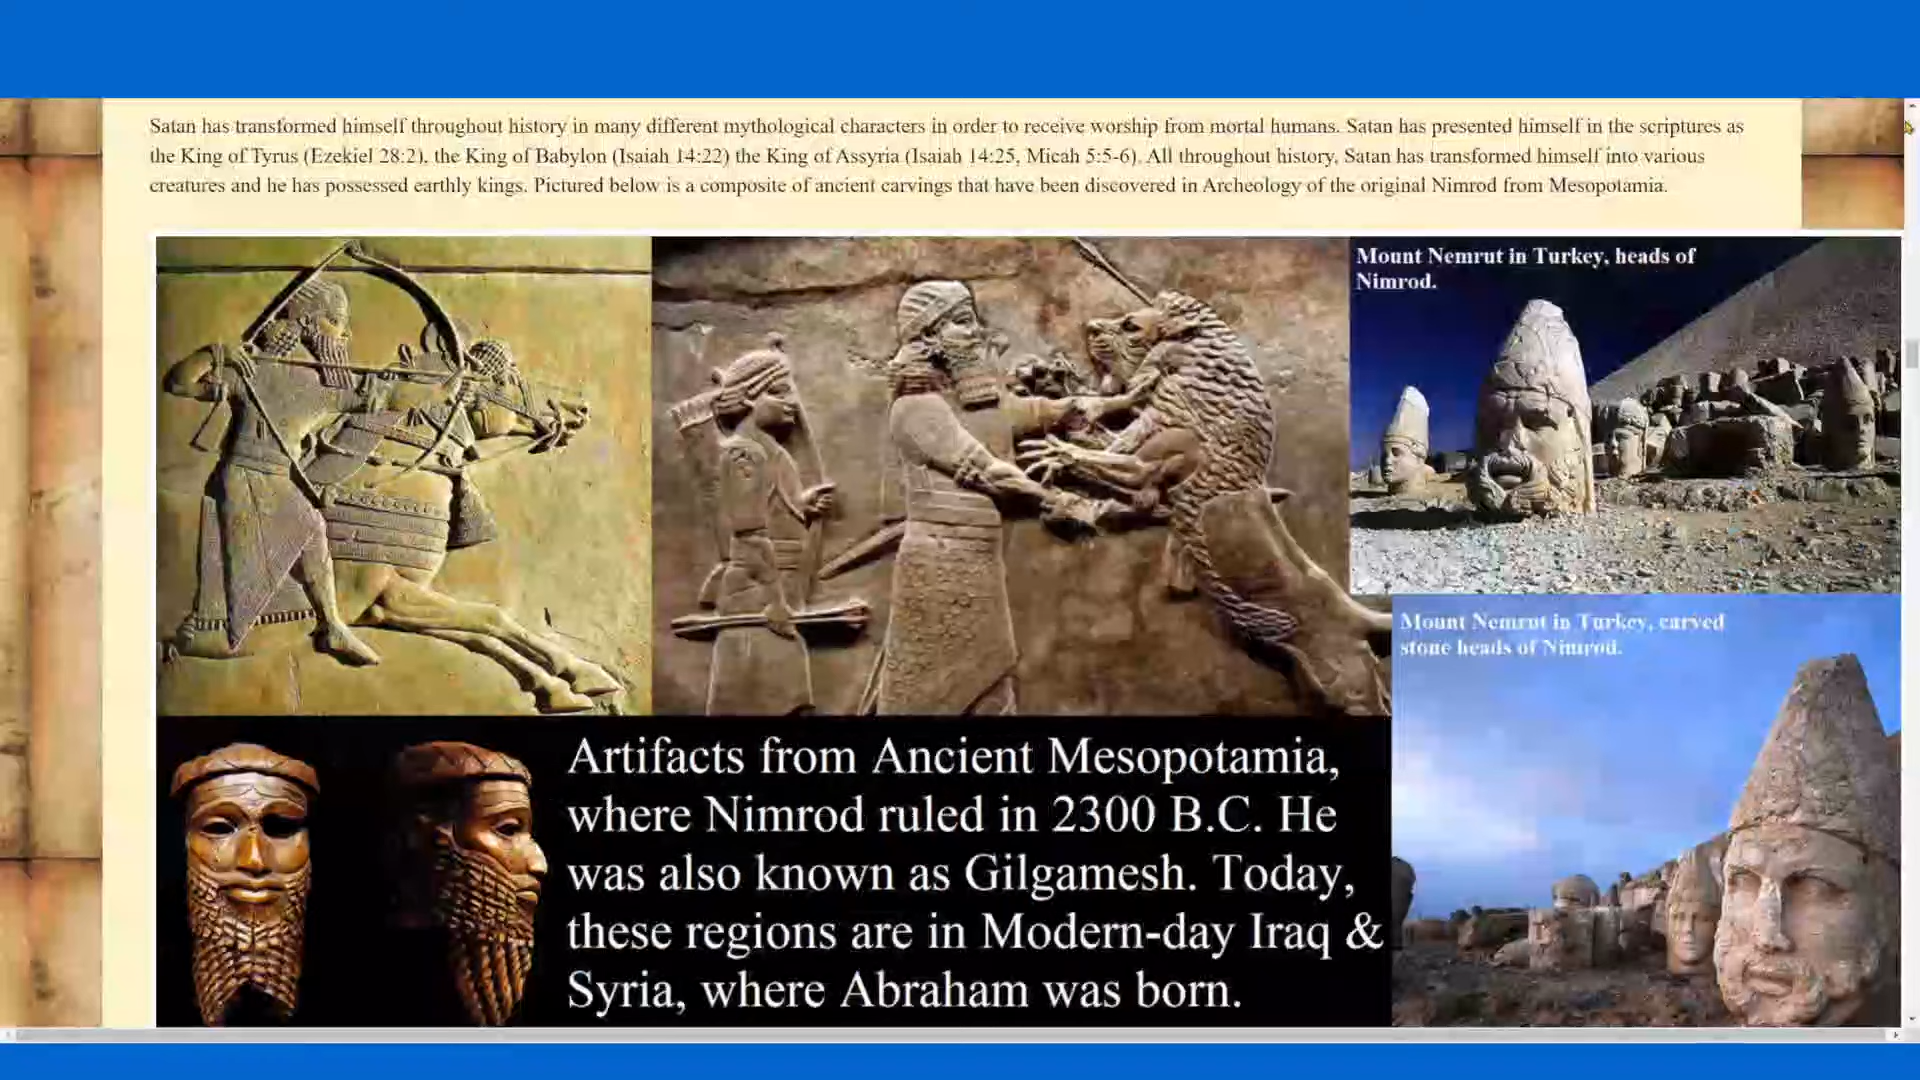 Satan has transformed himself throughout history in many different mythological characters in order to receive worship from mortal humans. Satan has presented himself in the scriptures as
the King of Tyrus (Ezekiel 28:2), the King of Babylon (Isaiah 14:22) the King of Assyria (Isaiah 14:25, Micah 5:5-6). All throughout history, Satan has transformed himself into various
creatures and he has possessed earthly kings. Pictured below is a composite of ancient carvings that have been discovered in Archeology of the original Nimrod from Mesopotamia.
Mount Nemrut in Turkey, heads of
Nimrod.
Mount Nemrut in Turkey, carved
stone heads of Nimrod.
Artifacts from Ancient Mesopotamia,
where Nimrod ruled in 2300 B.C. He
was also known as Gilgamesh. Today,
these regions are in Modern-day Iraq &
Syria, where Abraham was born.